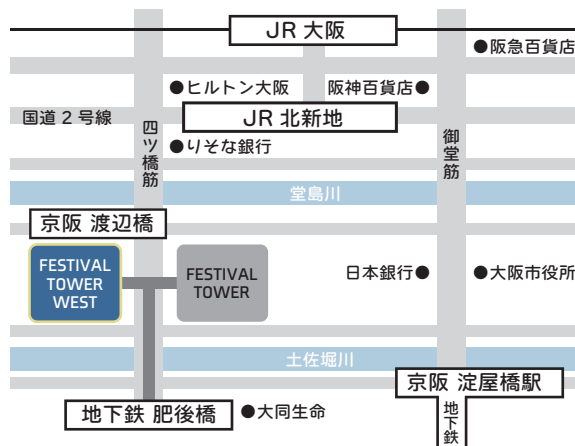 JR 大阪
●阪急百貨店
●ヒルトン大阪
阪神百貨店●
国道 2 号線
JR 北新地
四ツ橋筋
御堂筋
●りそな銀行
堂島川
京阪 渡辺橋
FESTIVAL
TOWER
WEST
FESTIVAL
TOWER
日本銀行●
●大阪市役所
土佐堀川
京阪 淀屋橋駅
地下鉄 肥後橋
●大同生命
地下鉄